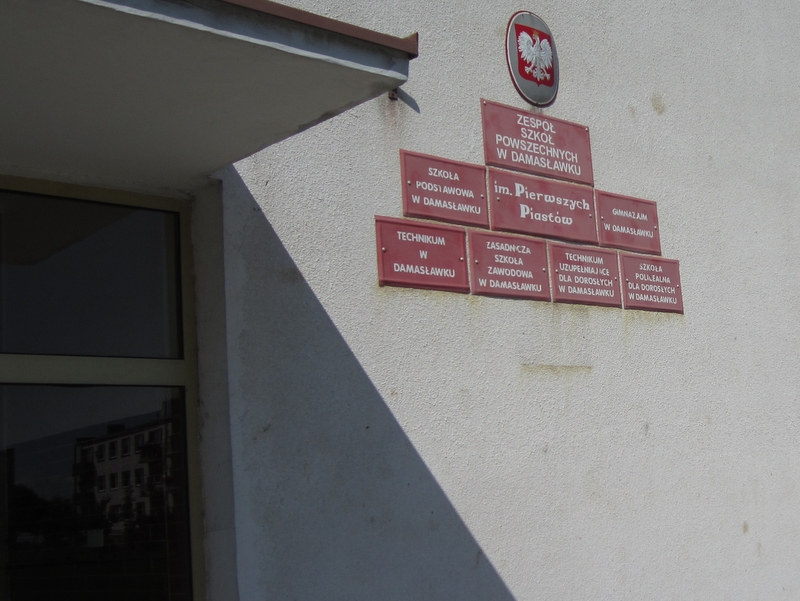 ZESPÓŁ
SZKÓŁ
POWSZECHNYCH
W DAMASŁAWKU
SZKOŁA
PODSTAWOWA
W DAMASŁAWKU
im. Pierwszych
Piastów
GIMNAZJUM
W DAMASŁAWKU
TECHNIKUM
W
DAMASŁAWKU
ZASADNICZA
SZKOŁA
ZAWODOWA
W DAMASŁAWKU
TECHNIKUM
UZUPEŁNIAJĄCE
DLA DOROSŁYCH
W DAMASŁAWKU
SZKOŁA
POLICEALNA
DLA DOROSŁYCH
W DAMASŁAWKU